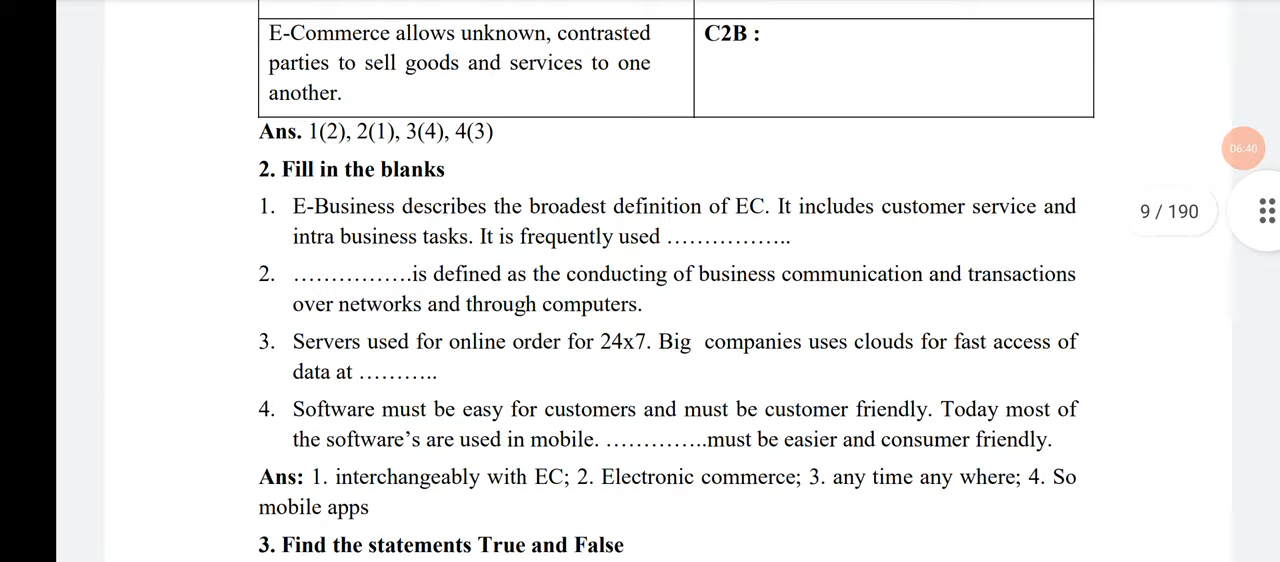 E-Commerce allows unknown, contrasted
parties to sell goods and services to one
another.
C2B :
Ans. 1(2), 2(1), 3(4), 4(3)
2. Fill in the blanks
1. E-Business describes the broadest definition of EC. It includes customer service and
intra business tasks. It is frequently used ……………..
2. …………….is defined as the conducting of business communication and transactions
over networks and through computers.
3. Servers used for online order for 24x7. Big companies uses clouds for fast access of
data at ………..
4. Software must be easy for customers and must be customer friendly. Today most of
the software’s are used in mobile. …………..must be easier and consumer friendly.
Ans: 1. interchangeably with EC; 2. Electronic commerce; 3. any time any where; 4. So
mobile apps
3. Find the statements True and False
06:40
9 / 190